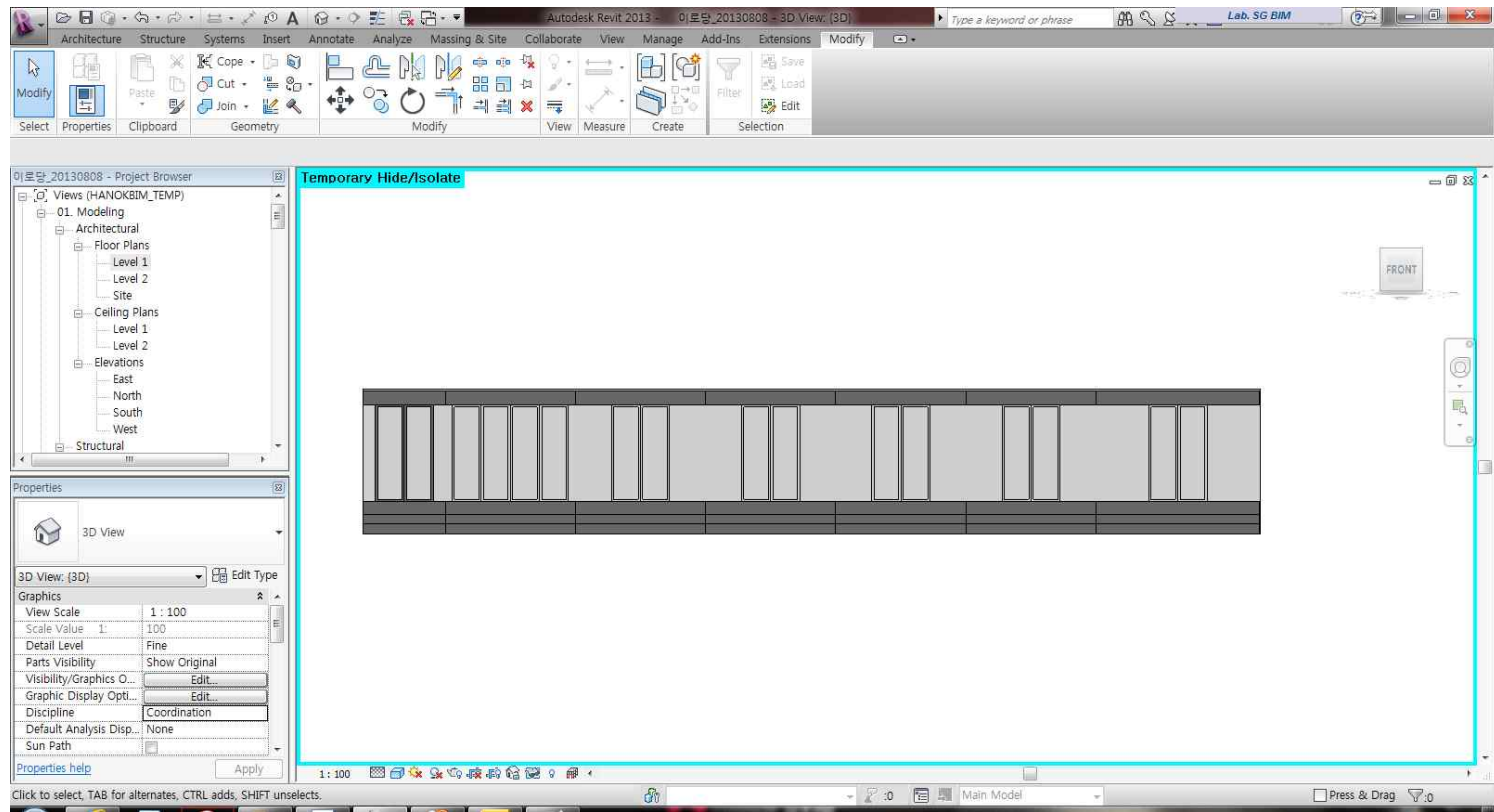 Autodesk Revit 2013 - 이로당_20130808 - 3D View: {3D}
Type a keyword or phrase
Lab. SG BIM
Architecture Structure Systems Insert Annotate Analyze Massing & Site Collaborate View Manage Add-Ins Extensions Modify
Cope
Save
Cut
Load
Modify
Paste
Filter
Join
Edit
Select Properties Clipboard Geometry Modify View Measure Create Selection
이로당_20130808 - Project Browser
Temporary Hide/Isolate
Views (HANOKBIM_TEMP)
01. Modeling
Architectural
Floor Plans
Level 1
Level 2
Site
Ceiling Plans
Level 1
Level 2
Elevations
East
North
South
West
Structural
FRONT
Properties
3D View
3D View: {3D}
Edit Type
Graphics
View Scale 1 : 100
Scale Value 1: 100
Detail Level Fine
Parts Visibility Show Original
Visibility/Graphics O... Edit...
Graphic Display Opti... Edit...
Discipline Coordination
Default Analysis Disp... None
Sun Path
Properties help Apply
1 : 100
Click to select, TAB for alternates, CTRL adds, SHIFT unselects.
:0
Main Model
Press & Drag
:0